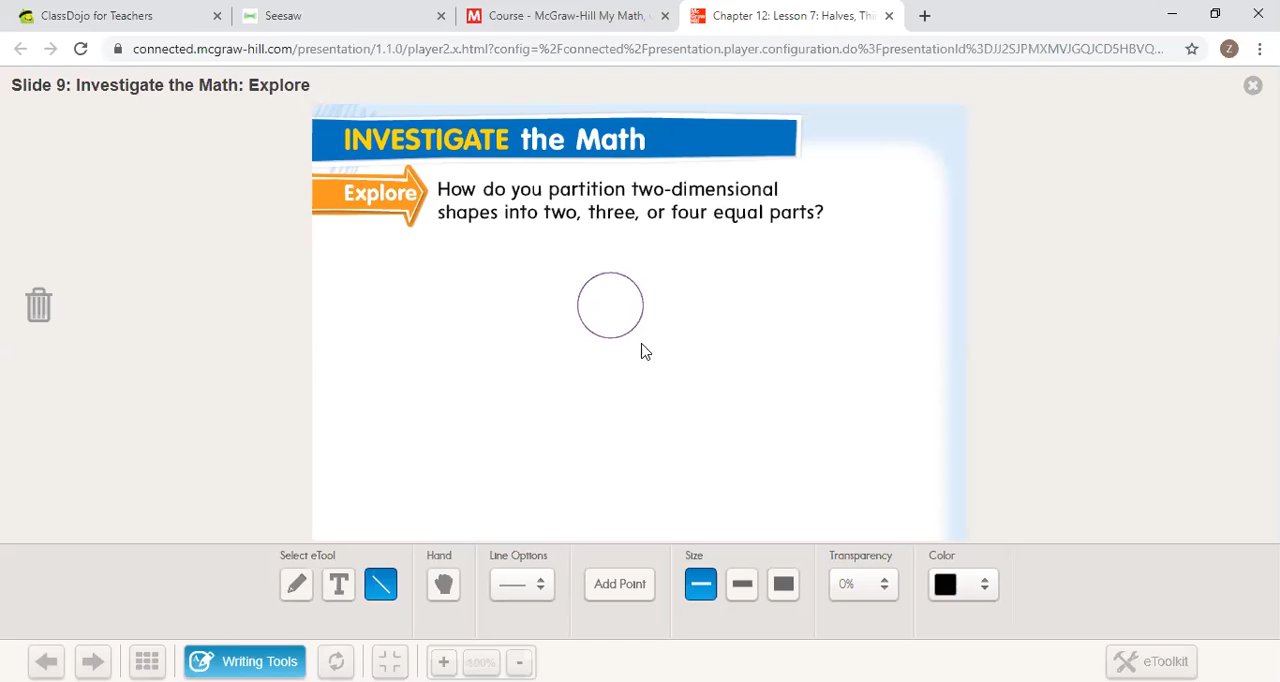 ClassDojo for Teachers
Seesaw
Course - McGraw-Hill My Math,
Chapter 12: Lesson 7: Halves, Thi
connected.mcgraw-hill.com/presentation/1.1.0/player2.x.html?config=%2Fconnected%2Fpresentation.player.configuration.do%3FpresentationId%3DJJ2SJPMXMVJGQJCD5HBVQ...
Z
Slide 9: Investigate the Math: Explore
INVESTIGATE the Math
Explore
How do you partition two-dimensional
shapes into two, three, or four equal parts?
Select eTool
Hand
Line Options
Size
Transparency
Color
T
Add Point
0%
Writing Tools
+
400%
-
eToolkit